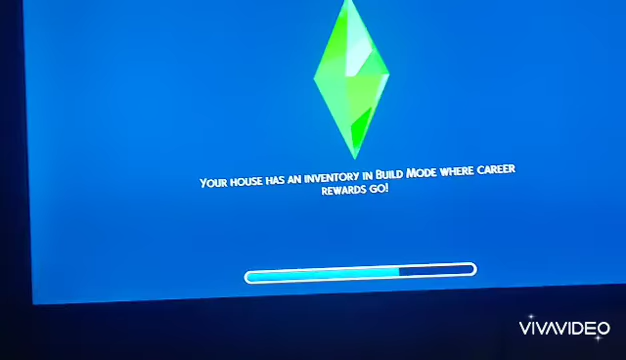 YOUR HOUSE HAS AN INVENTORY IN BUILD MODE WHERE CAREER
REWARDS GO!
VIVAVIDEO